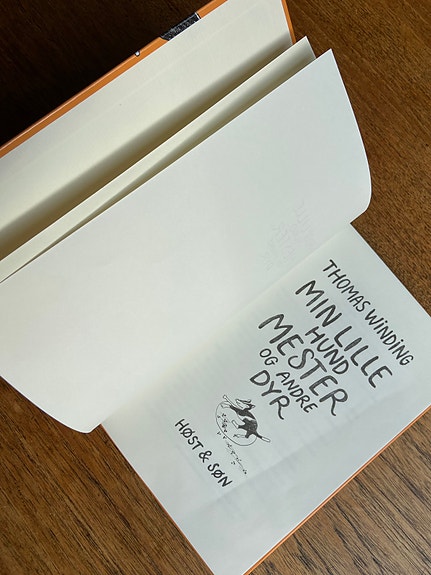 THOMAS WINDING
MIN LILLE
HUND
MESTER
OG ANDRE
DYR
HØST & SØN